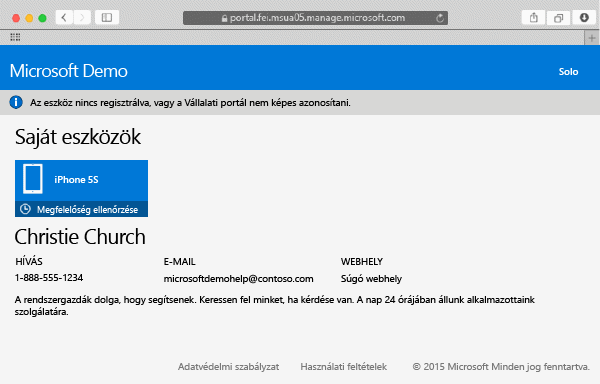 portal.fei.msua05.manage.microsoft.com
Microsoft Demo
Solo
Az eszköz nincs regisztrálva, vagy a Vállalati portál nem képes azonosítani.
Saját eszközök
iPhone 5S
Megfelelőség ellenőrzése
Christie Church
HÍVÁS E-MAIL WEBHELY
1-888-555-1234 microsoftdemohelp@contoso.com Súgó webhely
A rendszergazdák dolga, hogy segítsenek. Keressen fel minket, ha kérdése van. A nap 24 órájában állunk alkalmazottaink
szolgálatára.
Adatvédelmi szabályzat Használati feltételek © 2015 Microsoft Minden jog fenntartva.